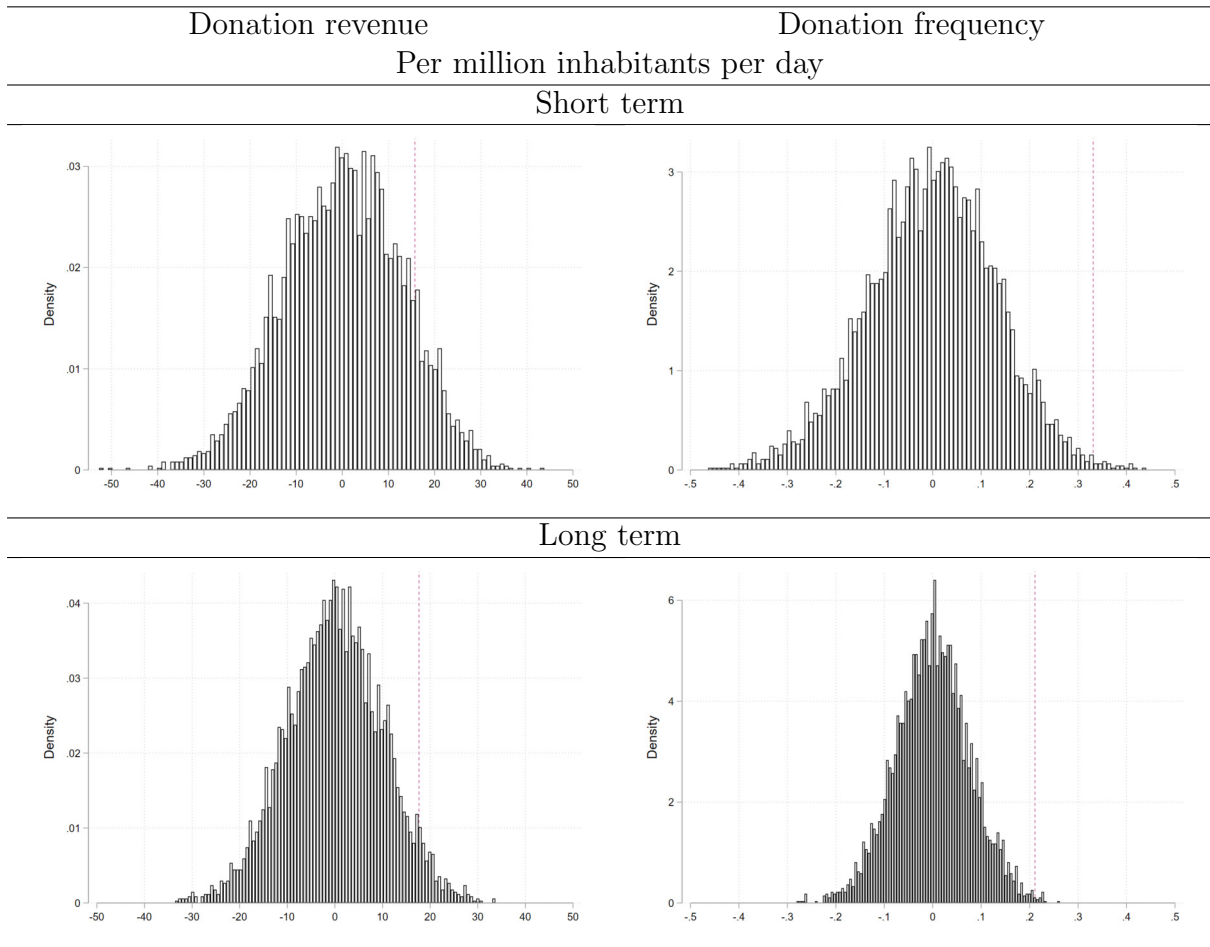 Donation revenue Donation frequency
Per million inhabitants per day
Short term
.03
.02
.01
0
Density
-50 -40 -30 -20 -10 0 10 20 30 40 50
3
2
1
0
Density
-.5 -.4 -.3 -.2 -.1 0 .1 .2 .3 .4 .5
Long term
.04
.03
.02
.01
0
Density
-50 -40 -30 -20 -10 0 10 20 30 40 50
6
4
2
0
Density
-.5 -.4 -.3 -.2 -.1 0 .1 .2 .3 .4 .5